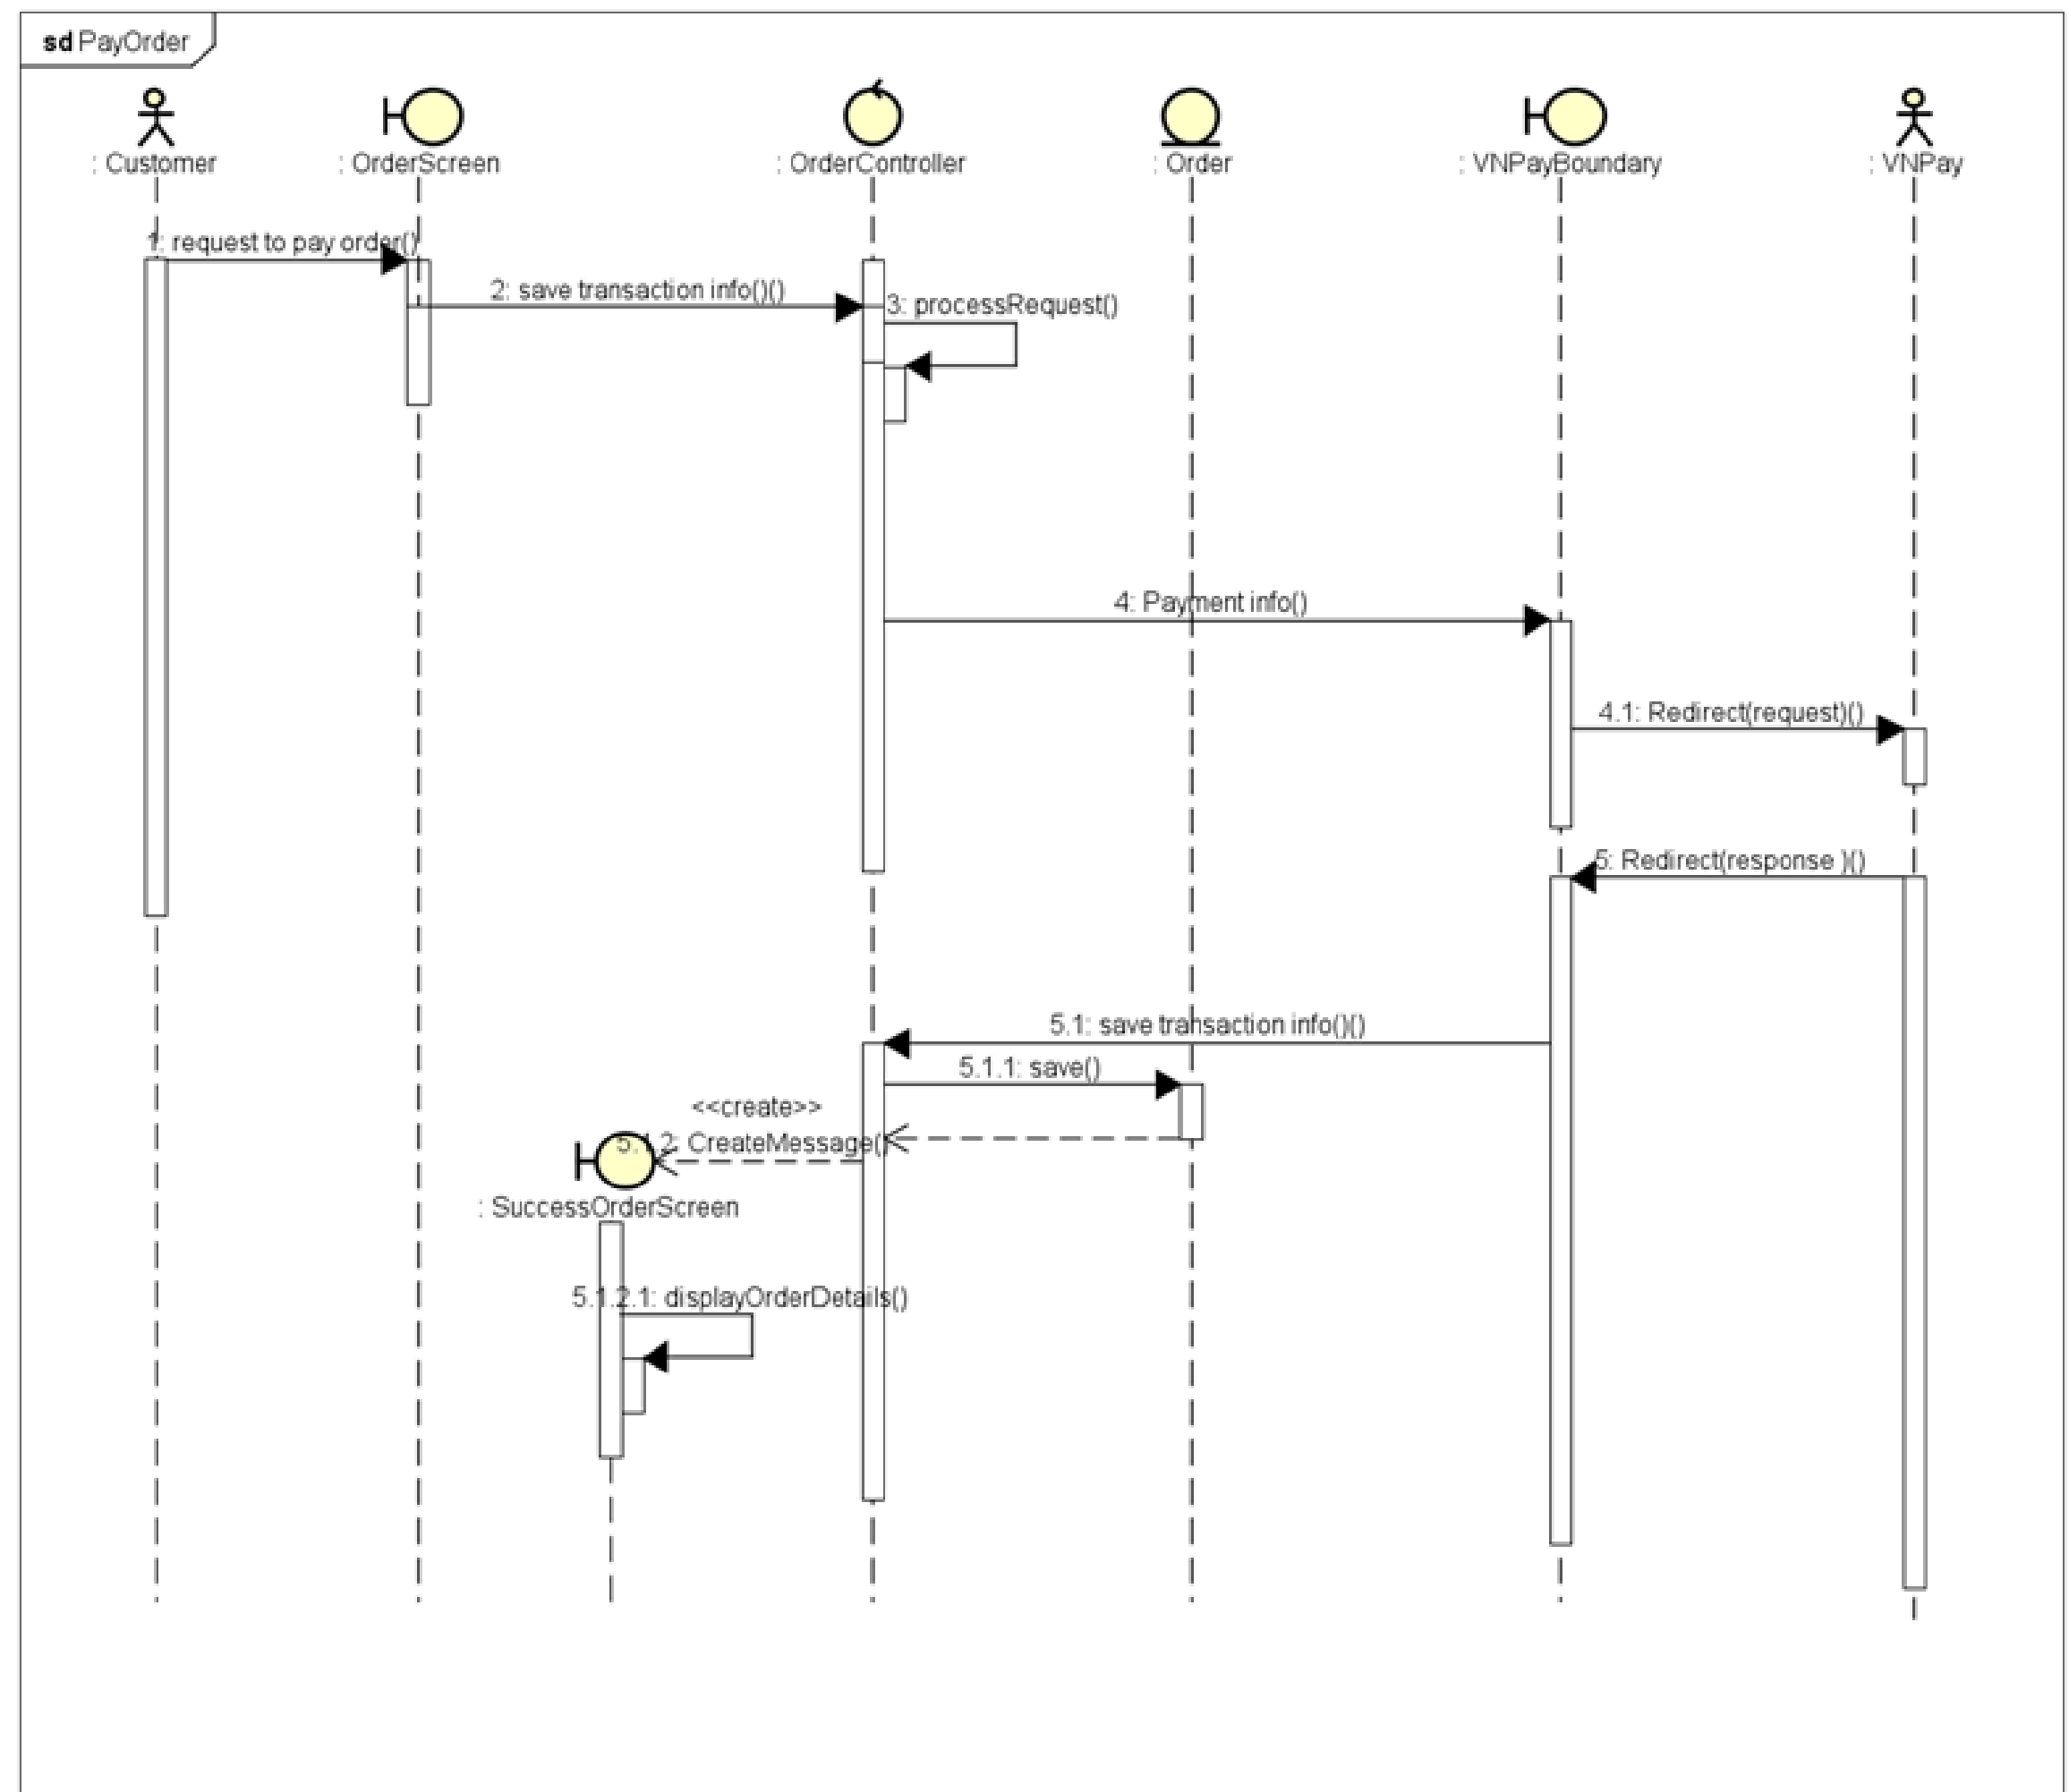 sd PayOrder
: Customer
: OrderScreen
: OrderController
: Order
: VNPayBoundary
: VNPay
1: request to pay order()
2: save transaction info()()
3: processRequest()
4: Payment info()
4.1: Redirect(request)()
5: Redirect(response )()
5.1: save transaction info()()
5.1.1: save()
<<create>>
5.1.2: CreateMessage()
: SuccessOrderScreen
5.1.2.1: displayOrderDetails()